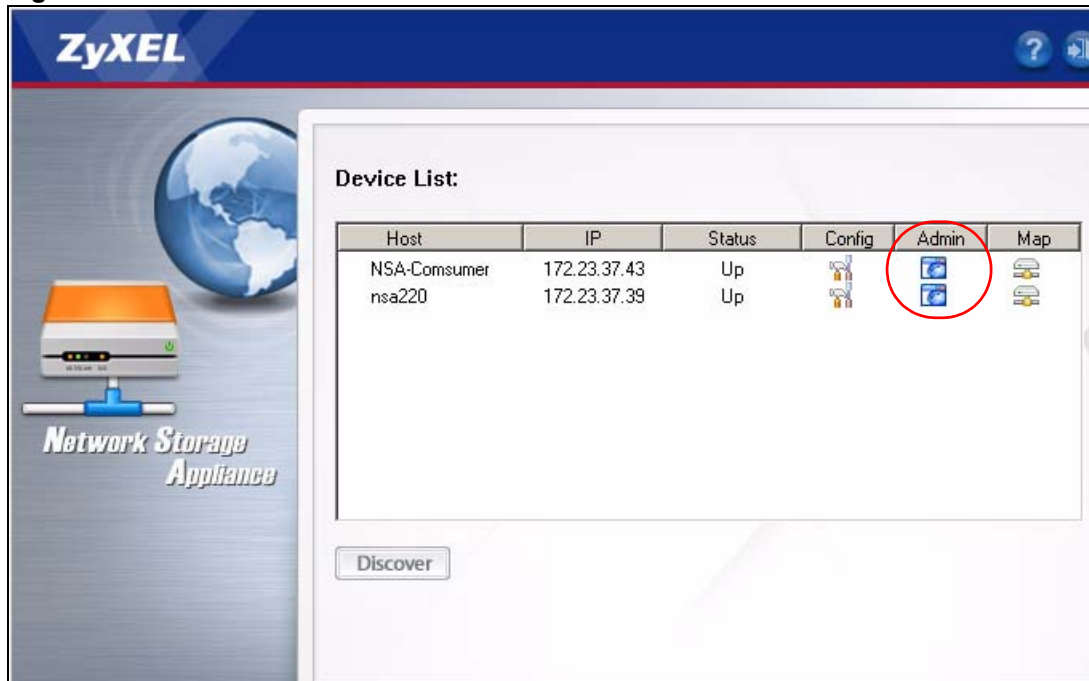 ZyXEL
?
Device List:
Host IP Status Config Admin Map
NSA-Comsumer 172.23.37.43 Up
nsa220 172.23.37.39 Up
Network Storage
Appliance
Discover